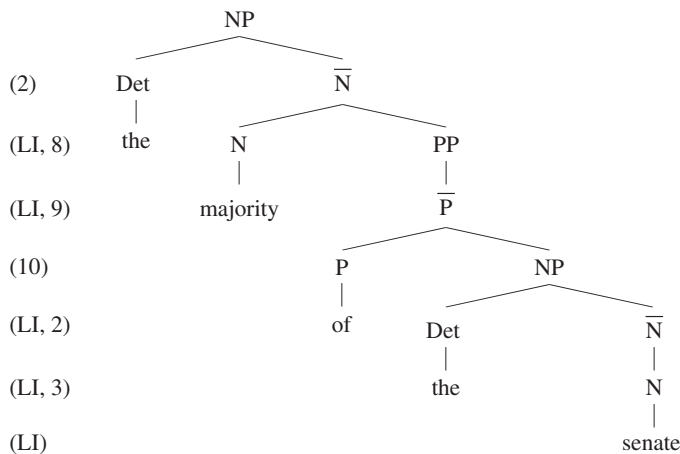 NP
(2) Det N̅
(LI, 8) the N PP
(LI, 9) majority P̅
(10) P NP
(LI, 2) of Det N̅
(LI, 3) the N
(LI) senate